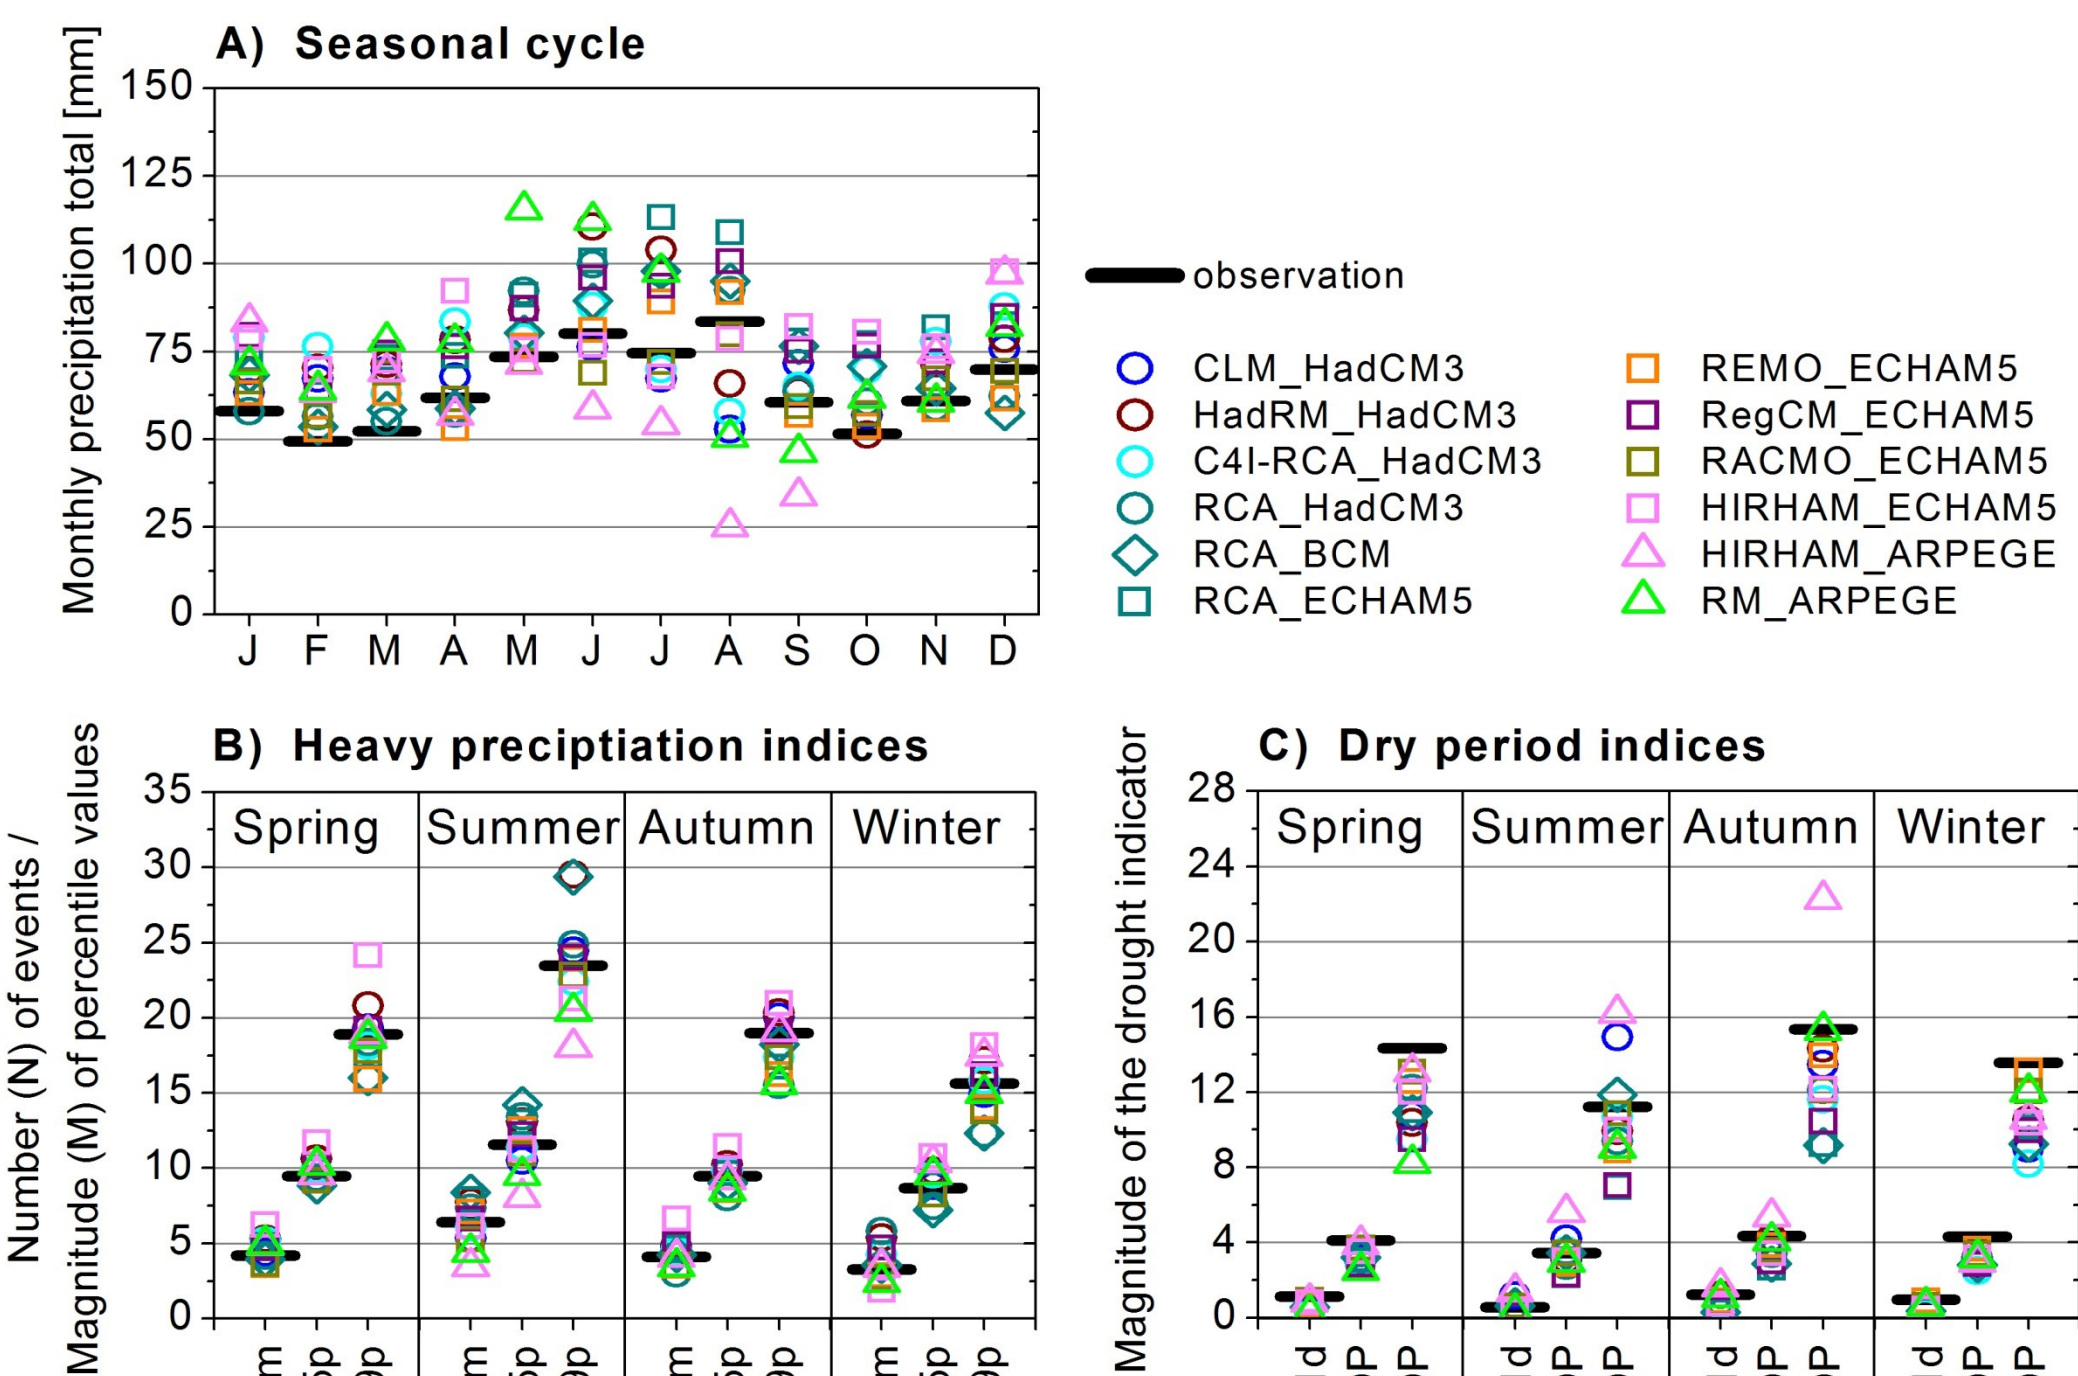 A) Seasonal cycle
Monthly precipitation total [mm]
150
125
100
75
50
25
0
J F M A M J J A S O N D
observation
CLM_HadCM3
HadRM_HadCM3
C4I-RCA_HadCM3
RCA_HadCM3
RCA_BCM
RCA_ECHAM5
REMO_ECHAM5
RegCM_ECHAM5
RACMO_ECHAM5
HIRHAM_ECHAM5
HIRHAM_ARPEGE
RM_ARPEGE
B) Heavy preciptiation indices
Number (N) of events /
Magnitude (M) of percentile values
35
30
25
20
15
10
5
0
Spring Summer Autumn Winter
C) Dry period indices
Magnitude of the drought indicator
28
24
20
16
12
8
4
0
Spring Summer Autumn Winter